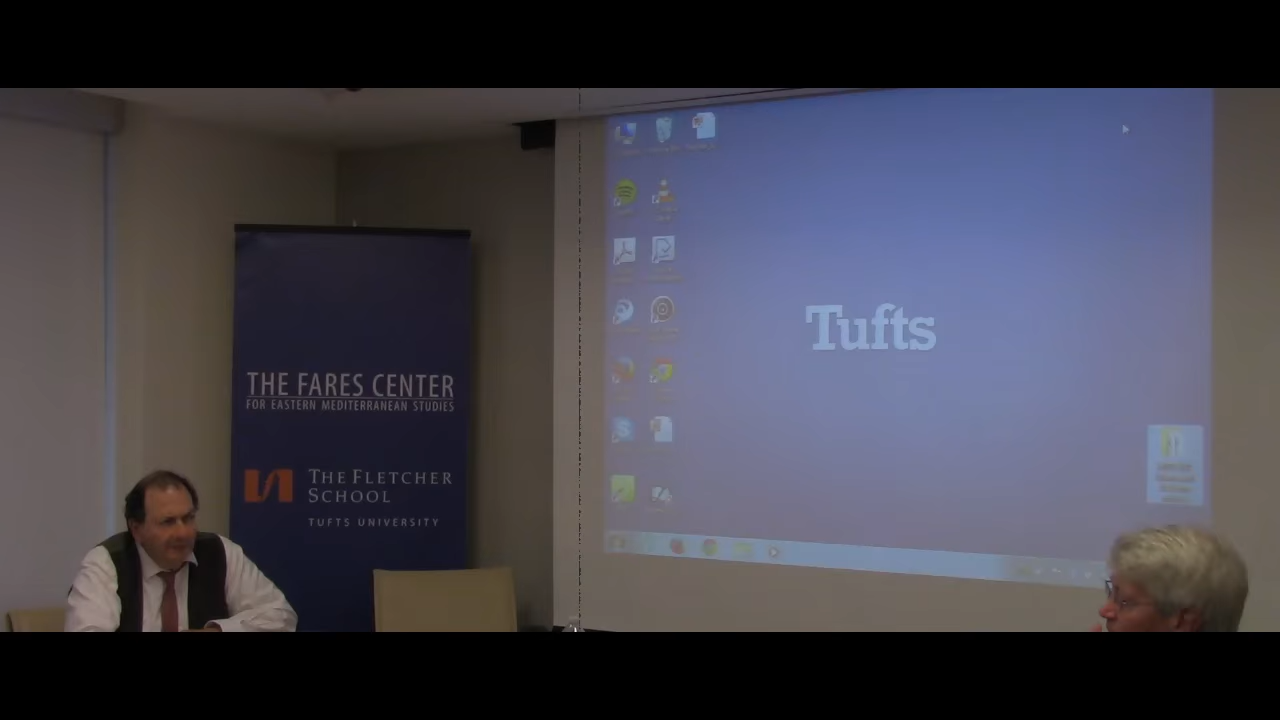 THE FARES CENTER
FOR EASTERN MEDITERRANEAN STUDIES
THE FLETCHER
SCHOOL
TUFTS UNIVERSITY
Tufts